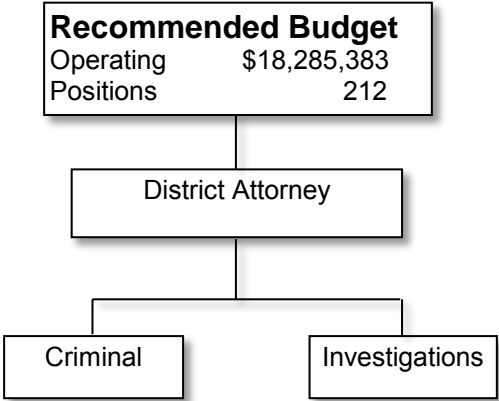 Recommended Budget
Operating $18,285,383
Positions 212
District Attorney
Criminal
Investigations